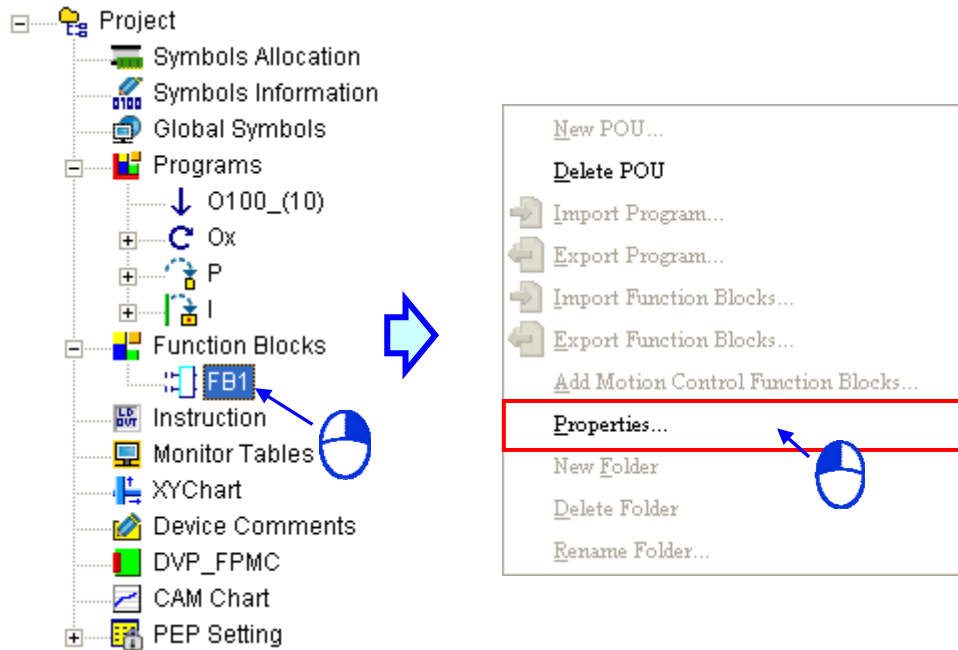 Project
Symbols Allocation
Symbols Information
Global Symbols
Programs
O100_(10)
Ox
P
I
Function Blocks
FB1
Instruction
Monitor Tables
XYChart
Device Comments
DVP_FPMC
CAM Chart
PEP Setting
New POU...
Delete POU
Import Program...
Export Program...
Import Function Blocks...
Export Function Blocks...
Add Motion Control Function Blocks...
Properties...
New Folder
Delete Folder
Rename Folder...